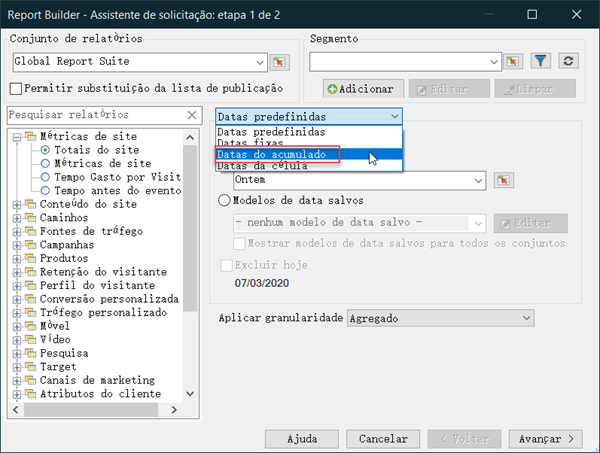 Report Builder - Assistente de solicitação: etapa 1 de 2
Conjunto de relatòrios
Global Report Suite
Permitir substituição da lista de publicação
Segmento
Adicionar
Editar
Limpar
Pesquisar relatòrios
Métricas de site
Totais do site
Métricas de site
Tempo Gasto por Visit
Tempo antes do evento
Conteúdo do site
Caminhos
Fontes de tráfego
Campanhas
Produtos
Retenção do visitante
Perfil do visitante
Conversão personalizada
Tráfego personalizado
Mòvel
Vídeo
Pesquisa
Target
Canais de marketing
Atributos do cliente
Datas predefinidas
Datas predefinidas
Datas fixas
Datas do acumulado
Datas da célula
Ontem
Modelos de data salvos
- nenhum modelo de data salvo -
Editar
Mostrar modelos de data salvos para todos os conjuntos
Excluir hoje
07/03/2020
Aplicar granularidade
Agregado
Ajuda
Cancelar
< Voltar
Avançar >